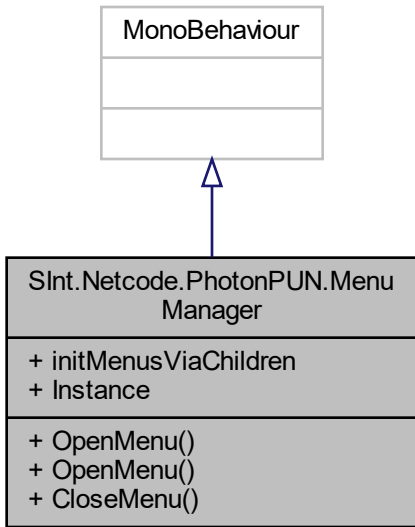 MonoBehaviour
SInt.Netcode.PhotonPUN.Menu
Manager
+ initMenusViaChildren
+ Instance
+ OpenMenu()
+ OpenMenu()
+ CloseMenu()